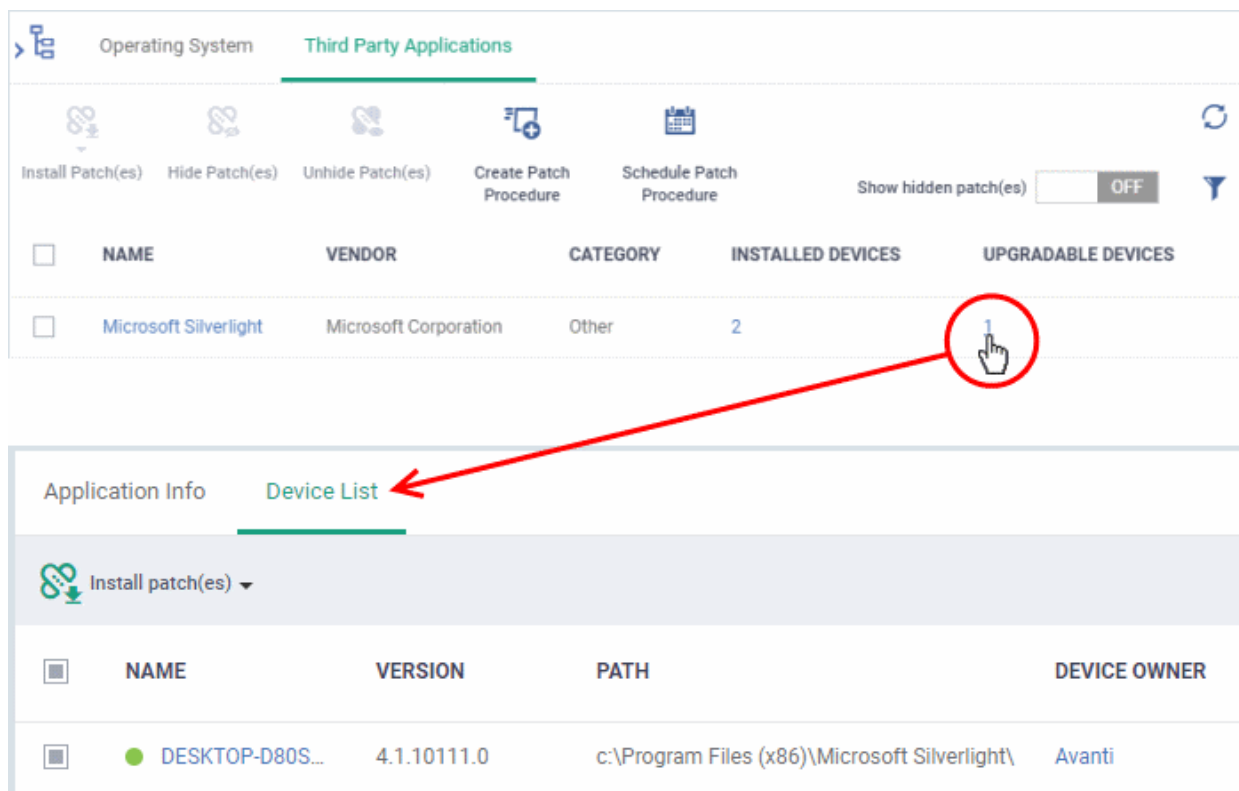 Operating System Third Party Applications
Install Patch(es) Hide Patch(es) Unhide Patch(es) Create Patch Procedure Schedule Patch Procedure Show hidden patch(es) OFF
NAME VENDOR CATEGORY INSTALLED DEVICES UPGRADABLE DEVICES
Microsoft Silverlight Microsoft Corporation Other 2 1
Application Info Device List
Install patch(es)
NAME VERSION PATH DEVICE OWNER
DESKTOP-D80S... 4.1.10111.0 c:\Program Files (x86)\Microsoft Silverlight\ Avanti